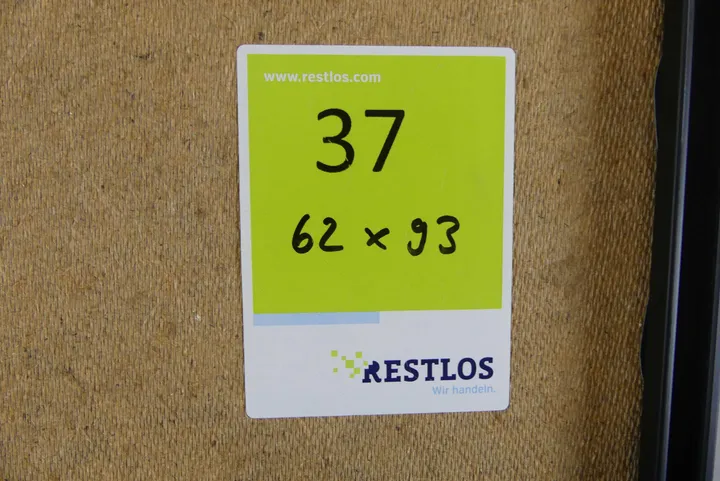 www.restlos.com
37
62 x 93
RESTLOS
Wir handeln.